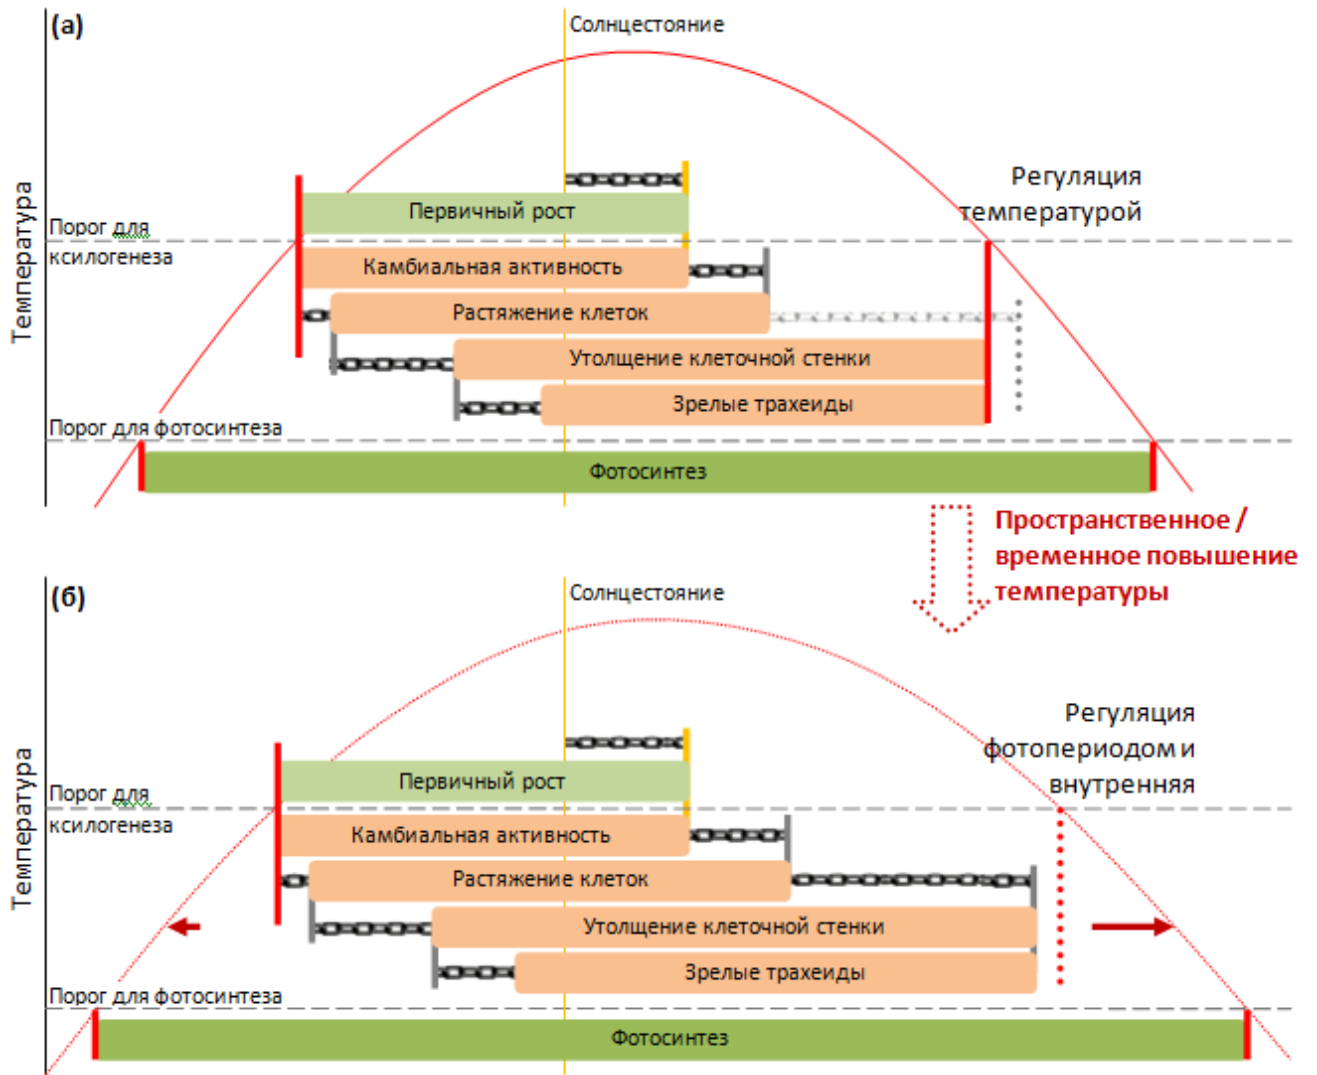 (а)
Солнцестояние
Температура
Регуляция
температурой
Первичный рост
Порог для
ксилогенеза
Камбиальная активность
Растяжение клеток
Утолщение клеточной стенки
Зрелые трахеиды
Порог для фотосинтеза
Фотосинтез
Пространственное /
временное повышение
температуры
(б)
Солнцестояние
Температура
Регуляция
фотопериодом и
внутренняя
Первичный рост
Порог для
ксилогенеза
Камбиальная активность
Растяжение клеток
Утолщение клеточной стенки
Зрелые трахеиды
Порог для фотосинтеза
Фотосинтез